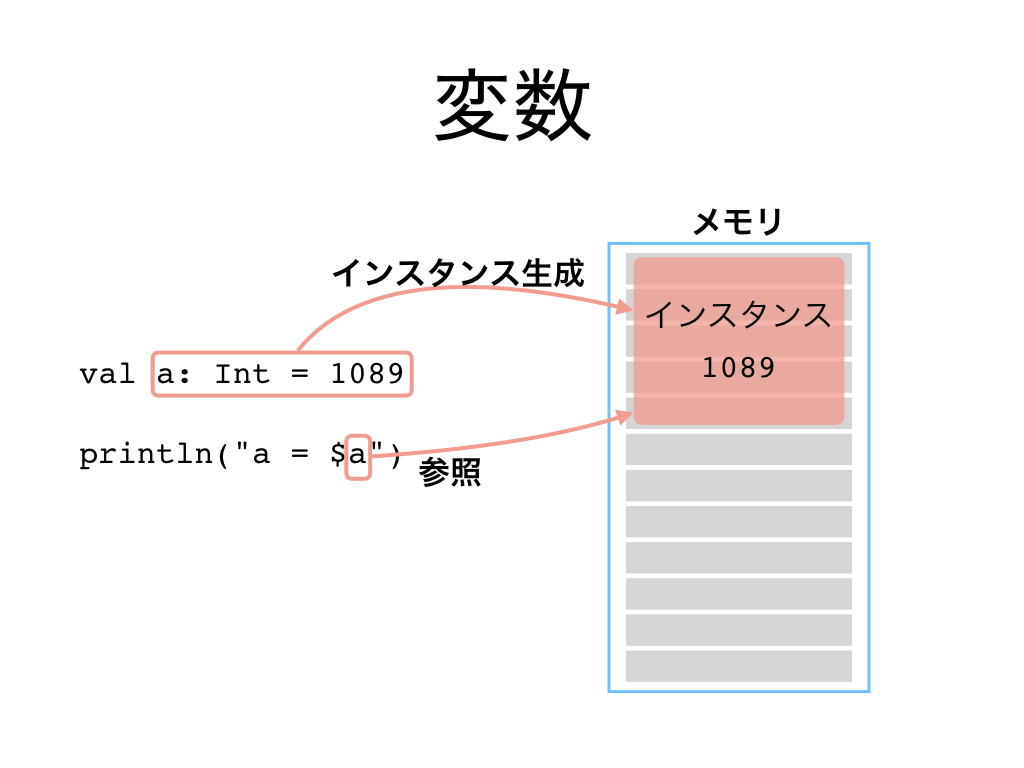 変数
メモリ
インスタンス生成
インスタンス
1089
val a: Int = 1089
println("a = $a")
参照